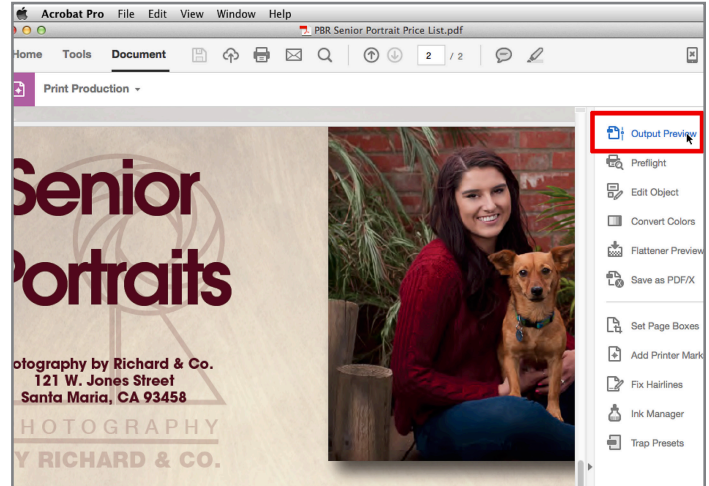 Acrobat Pro File Edit View Window Help
PBR Senior Portrait Price List.pdf
Home Tools Document 2 / 2
Print Production
Output Preview
Preflight
Edit Object
Convert Colors
Flattener Preview
Save as PDF/X
Set Page Boxes
Add Printer Mark
Fix Hairlines
Ink Manager
Trap Presets
Senior
Portraits
otography by Richard & Co.
121 W. Jones Street
Santa Maria, CA 93458
HOTOGRAPHY
Y RICHARD & CO.